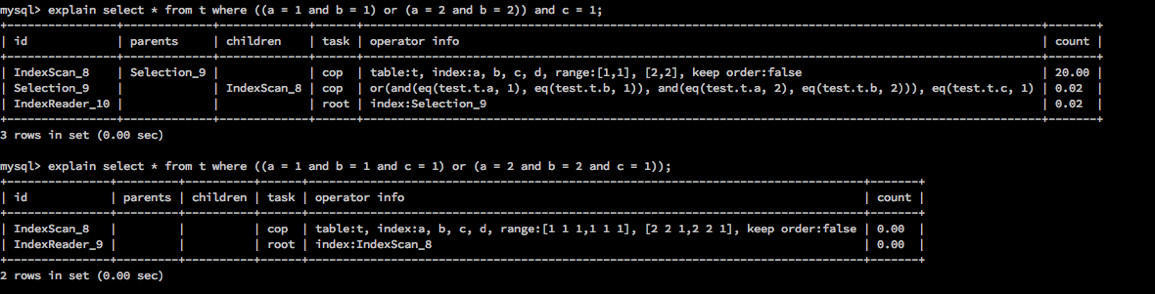 mysql> explain select * from t where ((a = 1 and b = 1) or (a = 2 and b = 2)) and c = 1;
+---------------+-------------+-------------+------+-----------------------------------------------------------------------------------------------+-------+
| id            | parents     | children    | task | operator info                                                                                 | count |
+---------------+-------------+-------------+------+-----------------------------------------------------------------------------------------------+-------+
| IndexScan_8   | Selection_9 |             | cop  | table:t, index:a, b, c, d, range:[1,1], [2,2], keep order:false                               | 20.00 |
| Selection_9   |             | IndexScan_8 | cop  | or(and(eq(test.t.a, 1), eq(test.t.b, 1)), and(eq(test.t.a, 2), eq(test.t.b, 2))), eq(test.t.c, 1) | 0.02  |
| IndexReader_10 |             |             | root | index:Selection_9                                                                             | 0.02  |
+---------------+-------------+-------------+------+-----------------------------------------------------------------------------------------------+-------+
3 rows in set (0.00 sec)
mysql> explain select * from t where ((a = 1 and b = 1 and c = 1) or (a = 2 and b = 2 and c = 1));
+---------------+---------+----------+------+------------------------------------------------------------------------------+-------+
| id            | parents | children | task | operator info                                                                | count |
+---------------+---------+----------+------+------------------------------------------------------------------------------+-------+
| IndexScan_8   |         |          | cop  | table:t, index:a, b, c, d, range:[1 1 1,1 1 1], [2 2 1,2 2 1], keep order:false | 0.00  |
| IndexReader_9 |         |          | root | index:IndexScan_8                                                            | 0.00  |
+---------------+---------+----------+------+------------------------------------------------------------------------------+-------+
2 rows in set (0.00 sec)